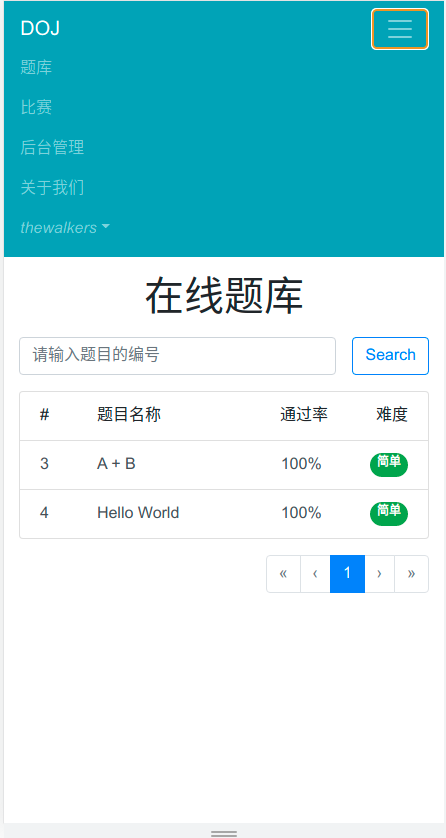 DOJ
题库
比赛
后台管理
关于我们
thewalkers
在线题库
请输入题目的编号 Search
# 题目名称 通过率 难度
3 A + B 100% 简单
4 Hello World 100% 简单
« ‹ 1 › »